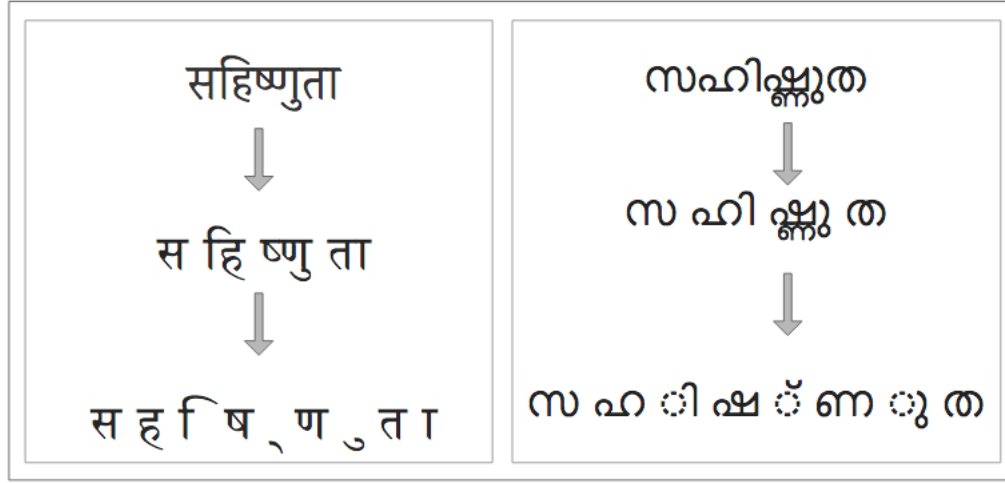 सहिष्णुता
स हि ष्णु ता
स ह ि ष ् ण ु त ा
സഹിഷ്ണുത
സ ഹി ഷ്ണു ത
സ ഹ ി ഷ ് ണ ു ത